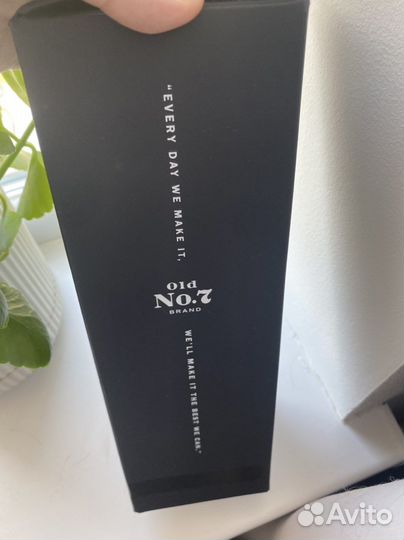 "EVERY DAY WE MAKE IT,
Old
No.7
BRAND
WE'LL MAKE IT THE BEST WE CAN."
Avito